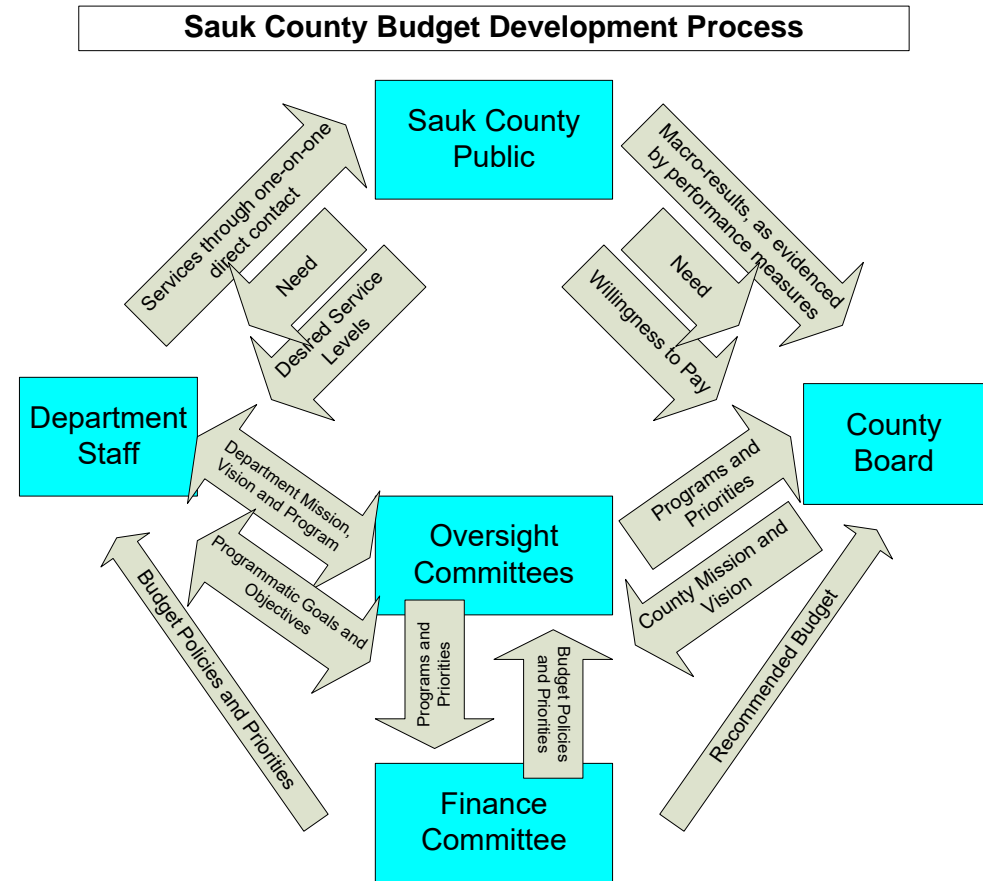 Sauk County Budget Development Process
Sauk County
Public
Services through one-on-one
direct contact
Need
Desired Service
Levels
Macro-results, as evidenced
by performance measures
Need
Willingness to Pay
Department
Staff
County
Board
Department Mission,
Vision and Program
Programmatic Goals and
Objectives
Oversight
Committees
Programs and
Priorities
County Mission and
Vision
Budget Policies and Priorities
Programs and
Priorities
Budget Policies
and Priorities
Recommended Budget
Finance
Committee